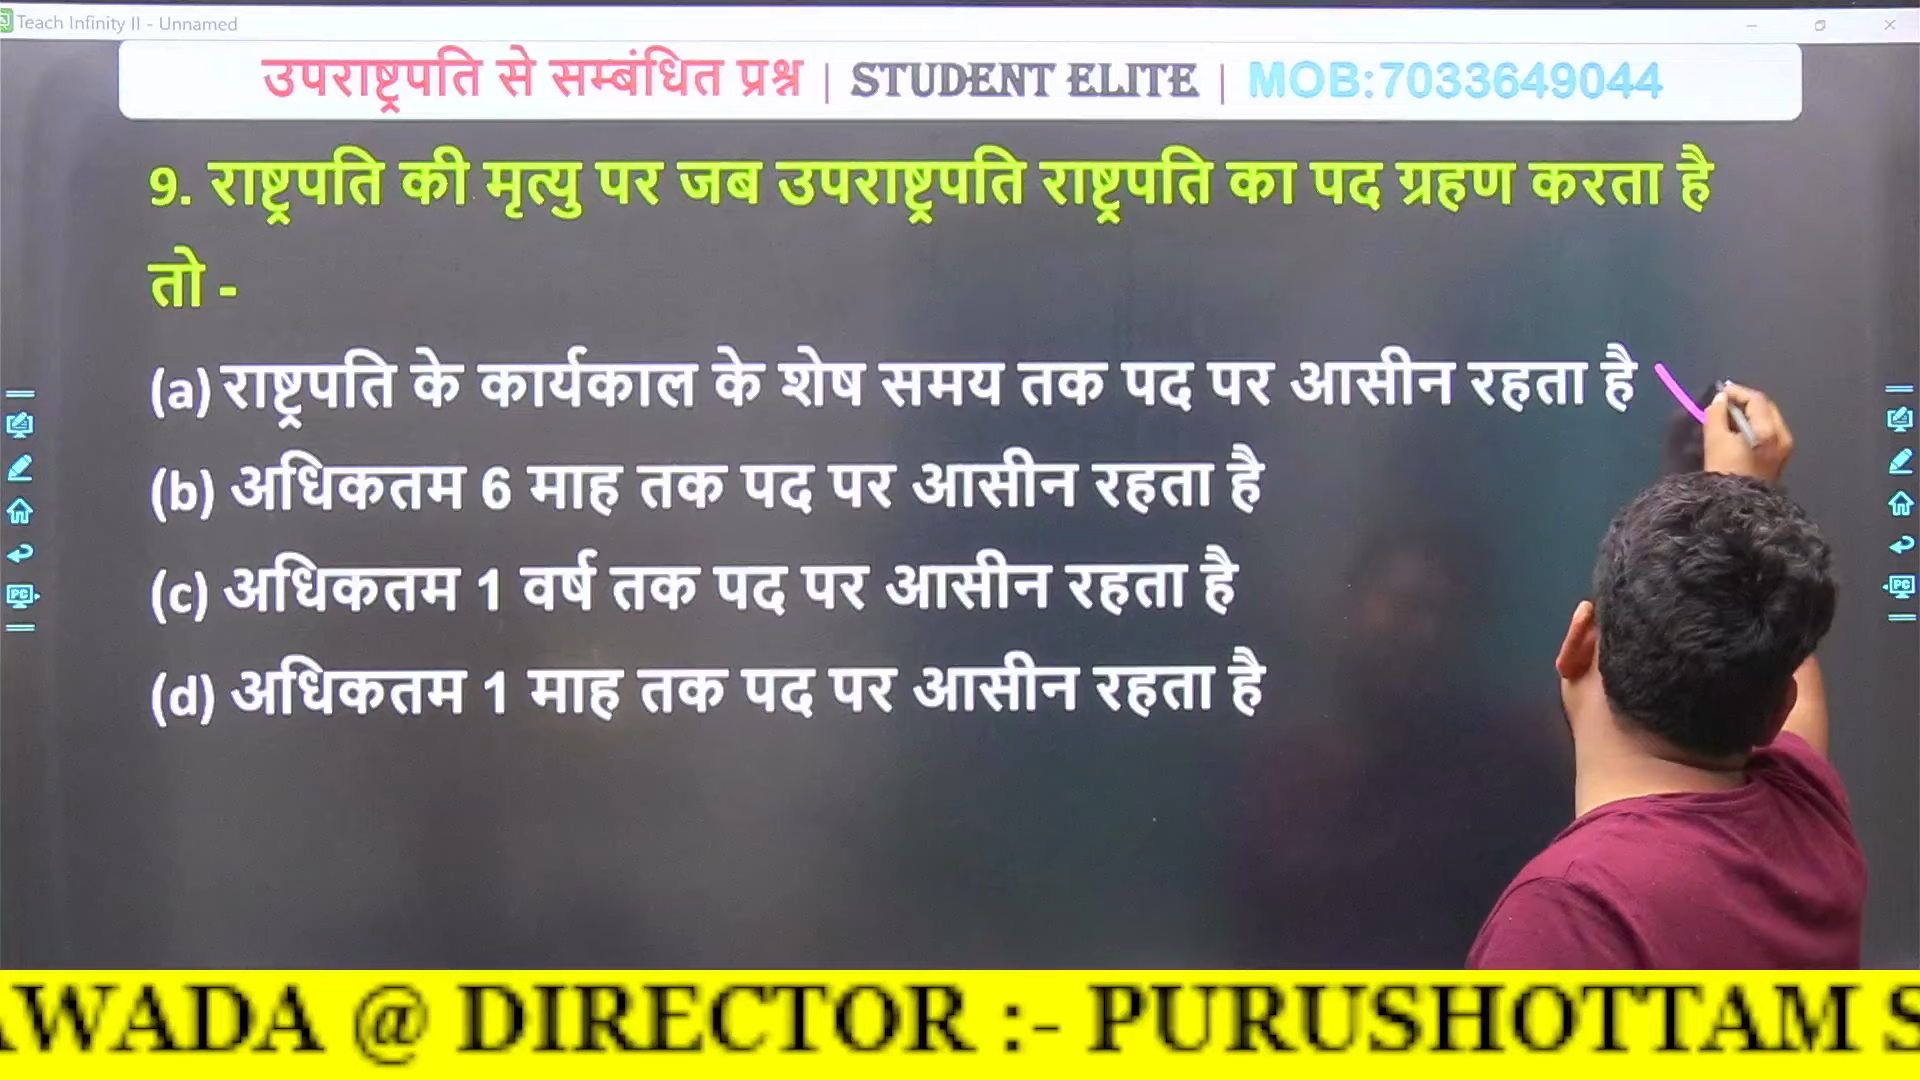 Teach Infinity II - Unnamed
उपराष्ट्रपति से सम्बंधित प्रश्न | STUDENT ELITE | MOB:7033649044
9. राष्ट्रपति की मृत्यु पर जब उपराष्ट्रपति राष्ट्रपति का पद ग्रहण करता है
तो -
(a) राष्ट्रपति के कार्यकाल के शेष समय तक पद पर आसीन रहता है
(b) अधिकतम 6 माह तक पद पर आसीन रहता है
(c) अधिकतम 1 वर्ष तक पद पर आसीन रहता है
(d) अधिकतम 1 माह तक पद पर आसीन रहता है
PC PC
AWADA @ DIRECTOR :- PURUSHOTTAM S